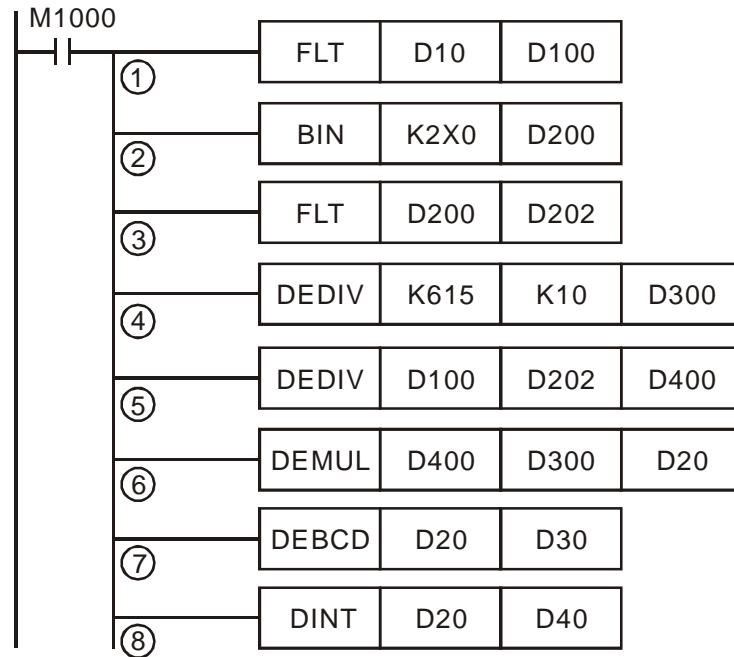 M1000
① FLT D10 D100
② BIN K2X0 D200
③ FLT D200 D202
④ DEDIV K615 K10 D300
⑤ DEDIV D100 D202 D400
⑥ DEMUL D400 D300 D20
⑦ DEBCD D20 D30
⑧ DINT D20 D40